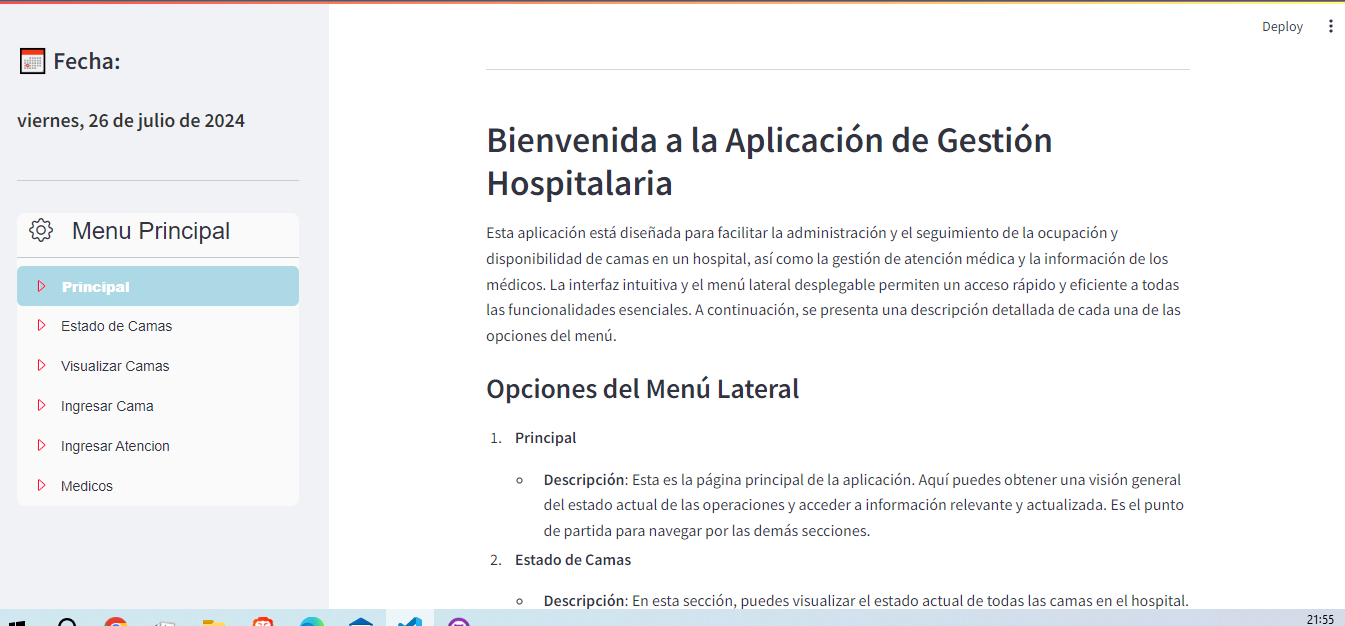 Deploy
Fecha:
viernes, 26 de julio de 2024
Menu Principal
Principal
Estado de Camas
Visualizar Camas
Ingresar Cama
Ingresar Atencion
Medicos
Bienvenida a la Aplicación de Gestión
Hospitalaria
Esta aplicación está diseñada para facilitar la administración y el seguimiento de la ocupación y
disponibilidad de camas en un hospital, así como la gestión de atención médica y la información de los
médicos. La interfaz intuitiva y el menú lateral desplegable permiten un acceso rápido y eficiente a todas
las funcionalidades esenciales. A continuación, se presenta una descripción detallada de cada una de las
opciones del menú.
Opciones del Menú Lateral
1. Principal
Descripción: Esta es la página principal de la aplicación. Aquí puedes obtener una visión general
del estado actual de las operaciones y acceder a información relevante y actualizada. Es el punto
de partida para navegar por las demás secciones.
2. Estado de Camas
Descripción: En esta sección, puedes visualizar el estado actual de todas las camas en el hospital.
21:55